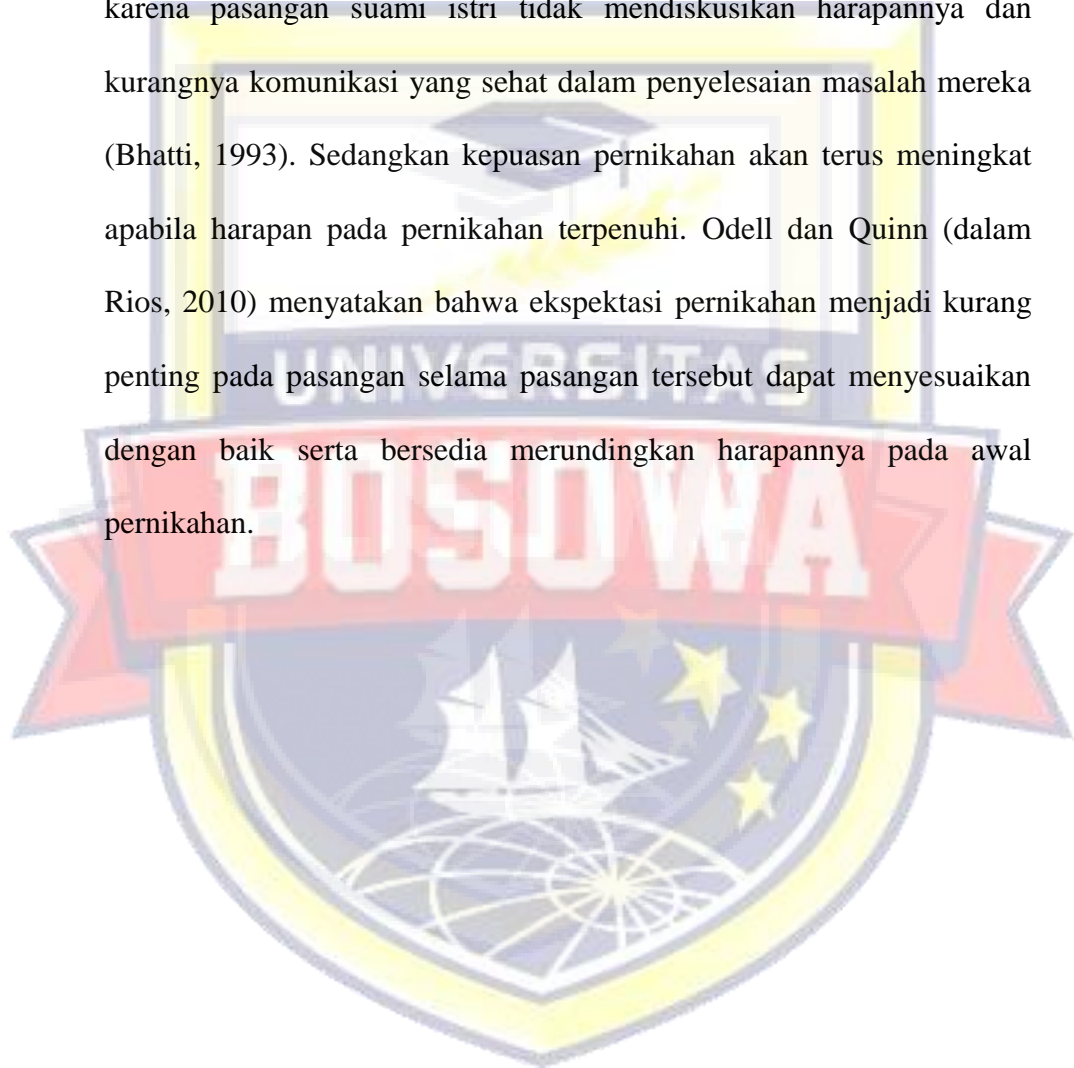 karena pasangan suami istri tidak mendiskusikan harapannya dan
kurangnya komunikasi yang sehat dalam penyelesaian masalah mereka
(Bhatti, 1993). Sedangkan kepuasan pernikahan akan terus meningkat
apabila harapan pada pernikahan terpenuhi. Odell dan Quinn (dalam
Rios, 2010) menyatakan bahwa ekspektasi pernikahan menjadi kurang
penting pada pasangan selama pasangan tersebut dapat menyesuaikan
UNIVERSITAS
dengan baik serta bersedia merundingkan harapannya pada awal
BOSOWA
pernikahan.